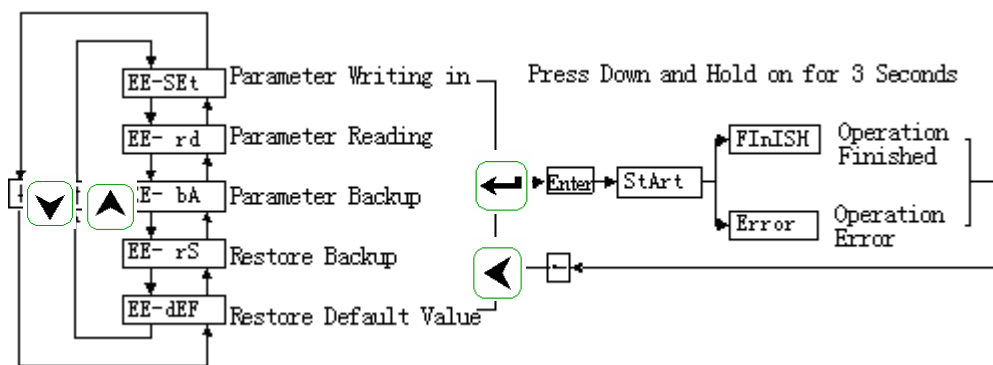 EE-SEt Parameter Writing in
Press Down and Hold on for 3 Seconds
EE- rd Parameter Reading
FInISH Operation Finished
Enter StArt
EE- bA Parameter Backup
Error Operation Error
EE- rS Restore Backup
EE-dEF Restore Default Value